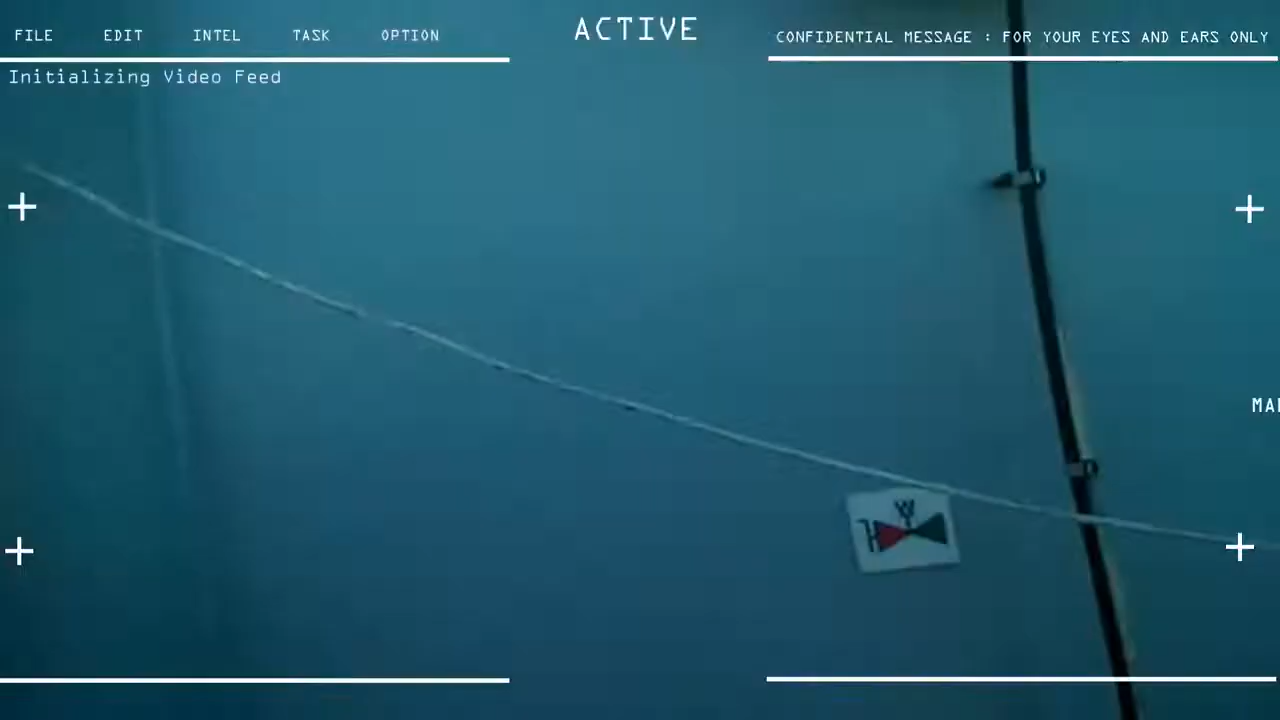 FILE EDIT INTEL TASK OPTION
ACTIVE
CONFIDENTIAL MESSAGE : FOR YOUR EYES AND EARS ONLY
Initializing Video Feed